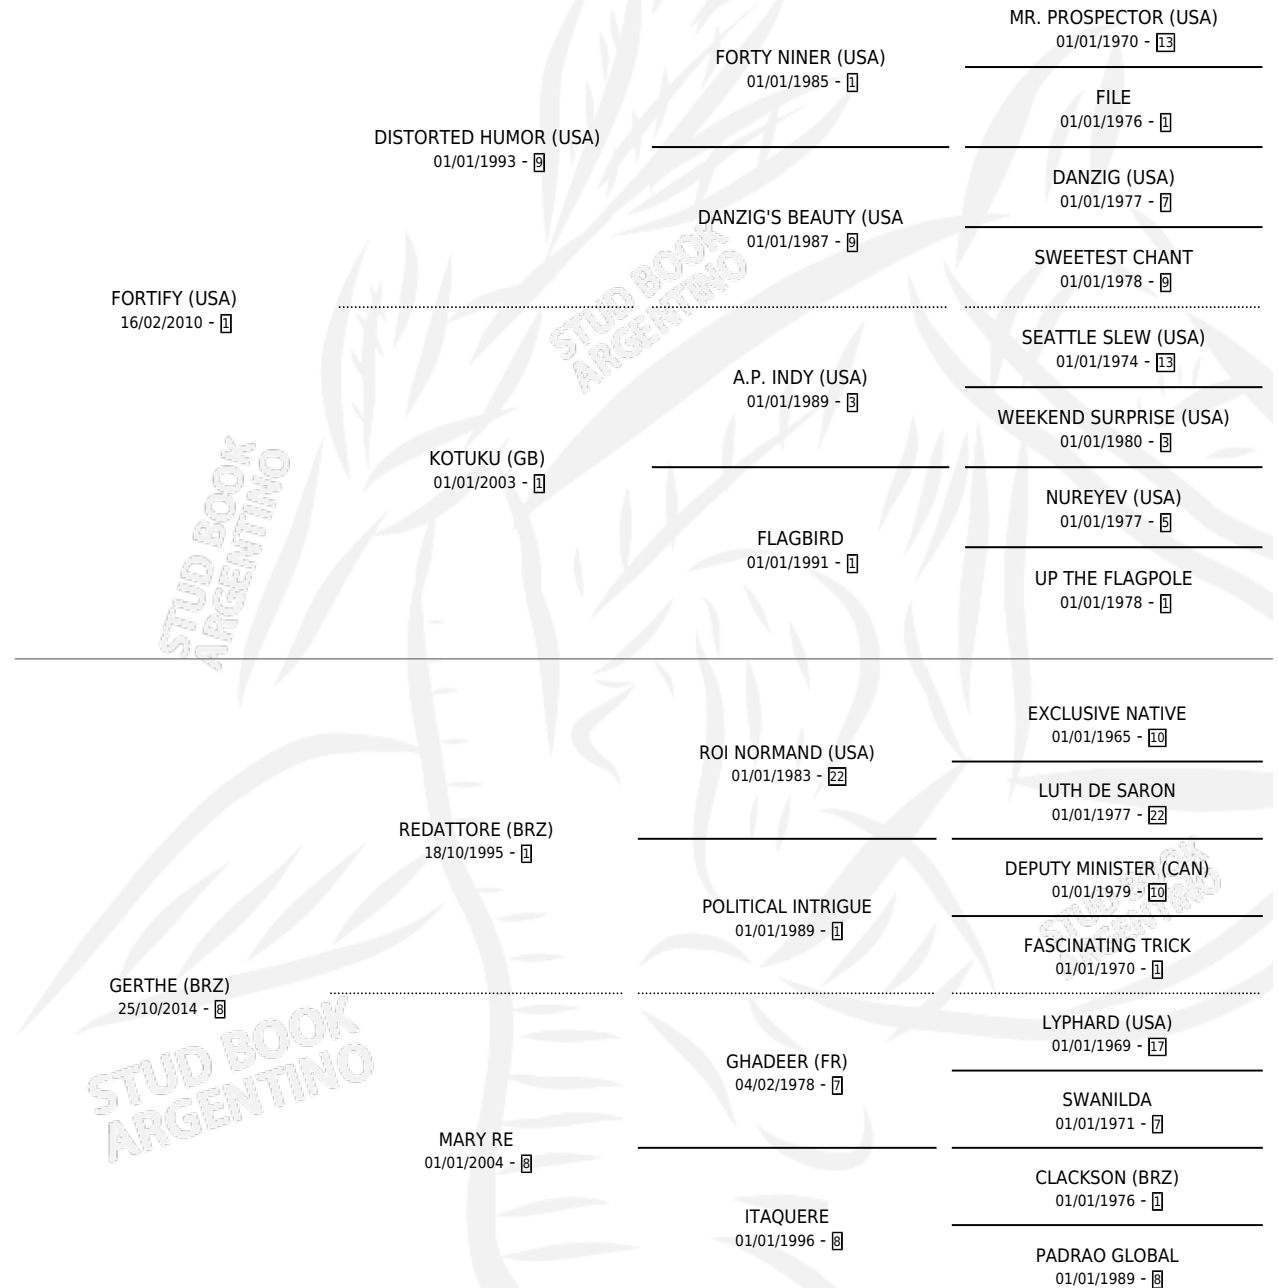 MR. PROSPECTOR (USA)
01/01/1970 - 13
FORTY NINER (USA)
01/01/1985 - 1
FILE
01/01/1976 - 1
DISTORTED HUMOR (USA)
01/01/1993 - 9
DANZIG (USA)
01/01/1977 - 7
DANZIG'S BEAUTY (USA
01/01/1987 - 9
SWEETEST CHANT
01/01/1978 - 9
FORTIFY (USA)
16/02/2010 - 1
SEATTLE SLEW (USA)
01/01/1974 - 13
A.P. INDY (USA)
01/01/1989 - 3
WEEKEND SURPRISE (USA)
01/01/1980 - 3
KOTUKU (GB)
01/01/2003 - 1
NUREYEV (USA)
01/01/1977 - 5
FLAGBIRD
01/01/1991 - 1
UP THE FLAGPOLE
01/01/1978 - 1
EXCLUSIVE NATIVE
01/01/1965 - 10
ROI NORMAND (USA)
01/01/1983 - 22
LUTH DE SARON
01/01/1977 - 22
REDATTORE (BRZ)
18/10/1995 - 1
DEPUTY MINISTER (CAN)
01/01/1979 - 10
POLITICAL INTRIGUE
01/01/1989 - 1
FASCINATING TRICK
01/01/1970 - 1
GERTHE (BRZ)
25/10/2014 - 8
LYPHARD (USA)
01/01/1969 - 17
GHADEER (FR)
04/02/1978 - 7
SWANILDA
01/01/1971 - 7
MARY RE
01/01/2004 - 8
CLACKSON (BRZ)
01/01/1976 - 1
ITAQUERE
01/01/1996 - 8
PADRAO GLOBAL
01/01/1989 - 8
STUD BOOK
ARGENTINO
STUD BOOK
ARGENTINO
STUD BOOK
ARGENTINO
STUD BOOK
ARGENTINO